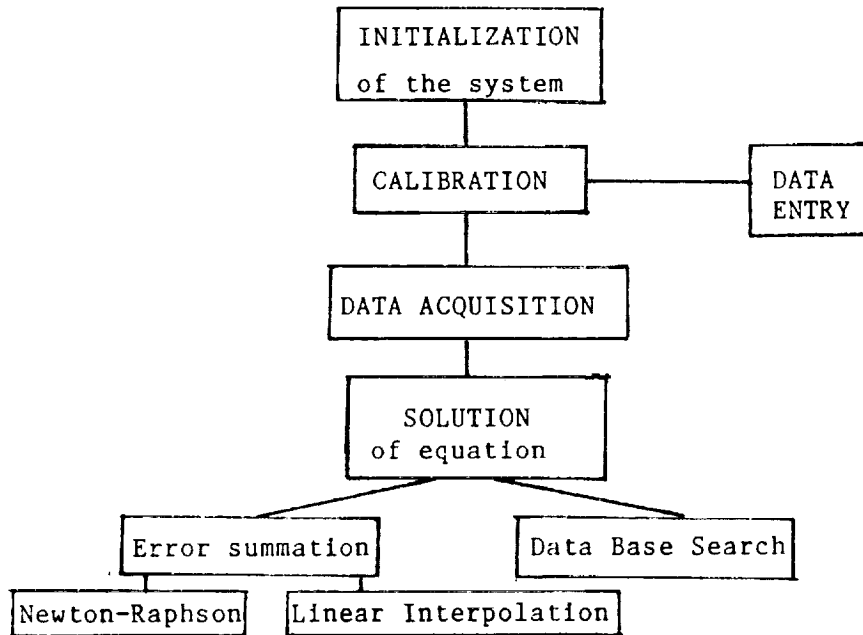 INITIALIZATION
of the system
CALIBRATION
DATA
ENTRY
DATA ACQUISITION
SOLUTION
of equation
Error summation
Data Base Search
Newton-Raphson
Linear Interpolation